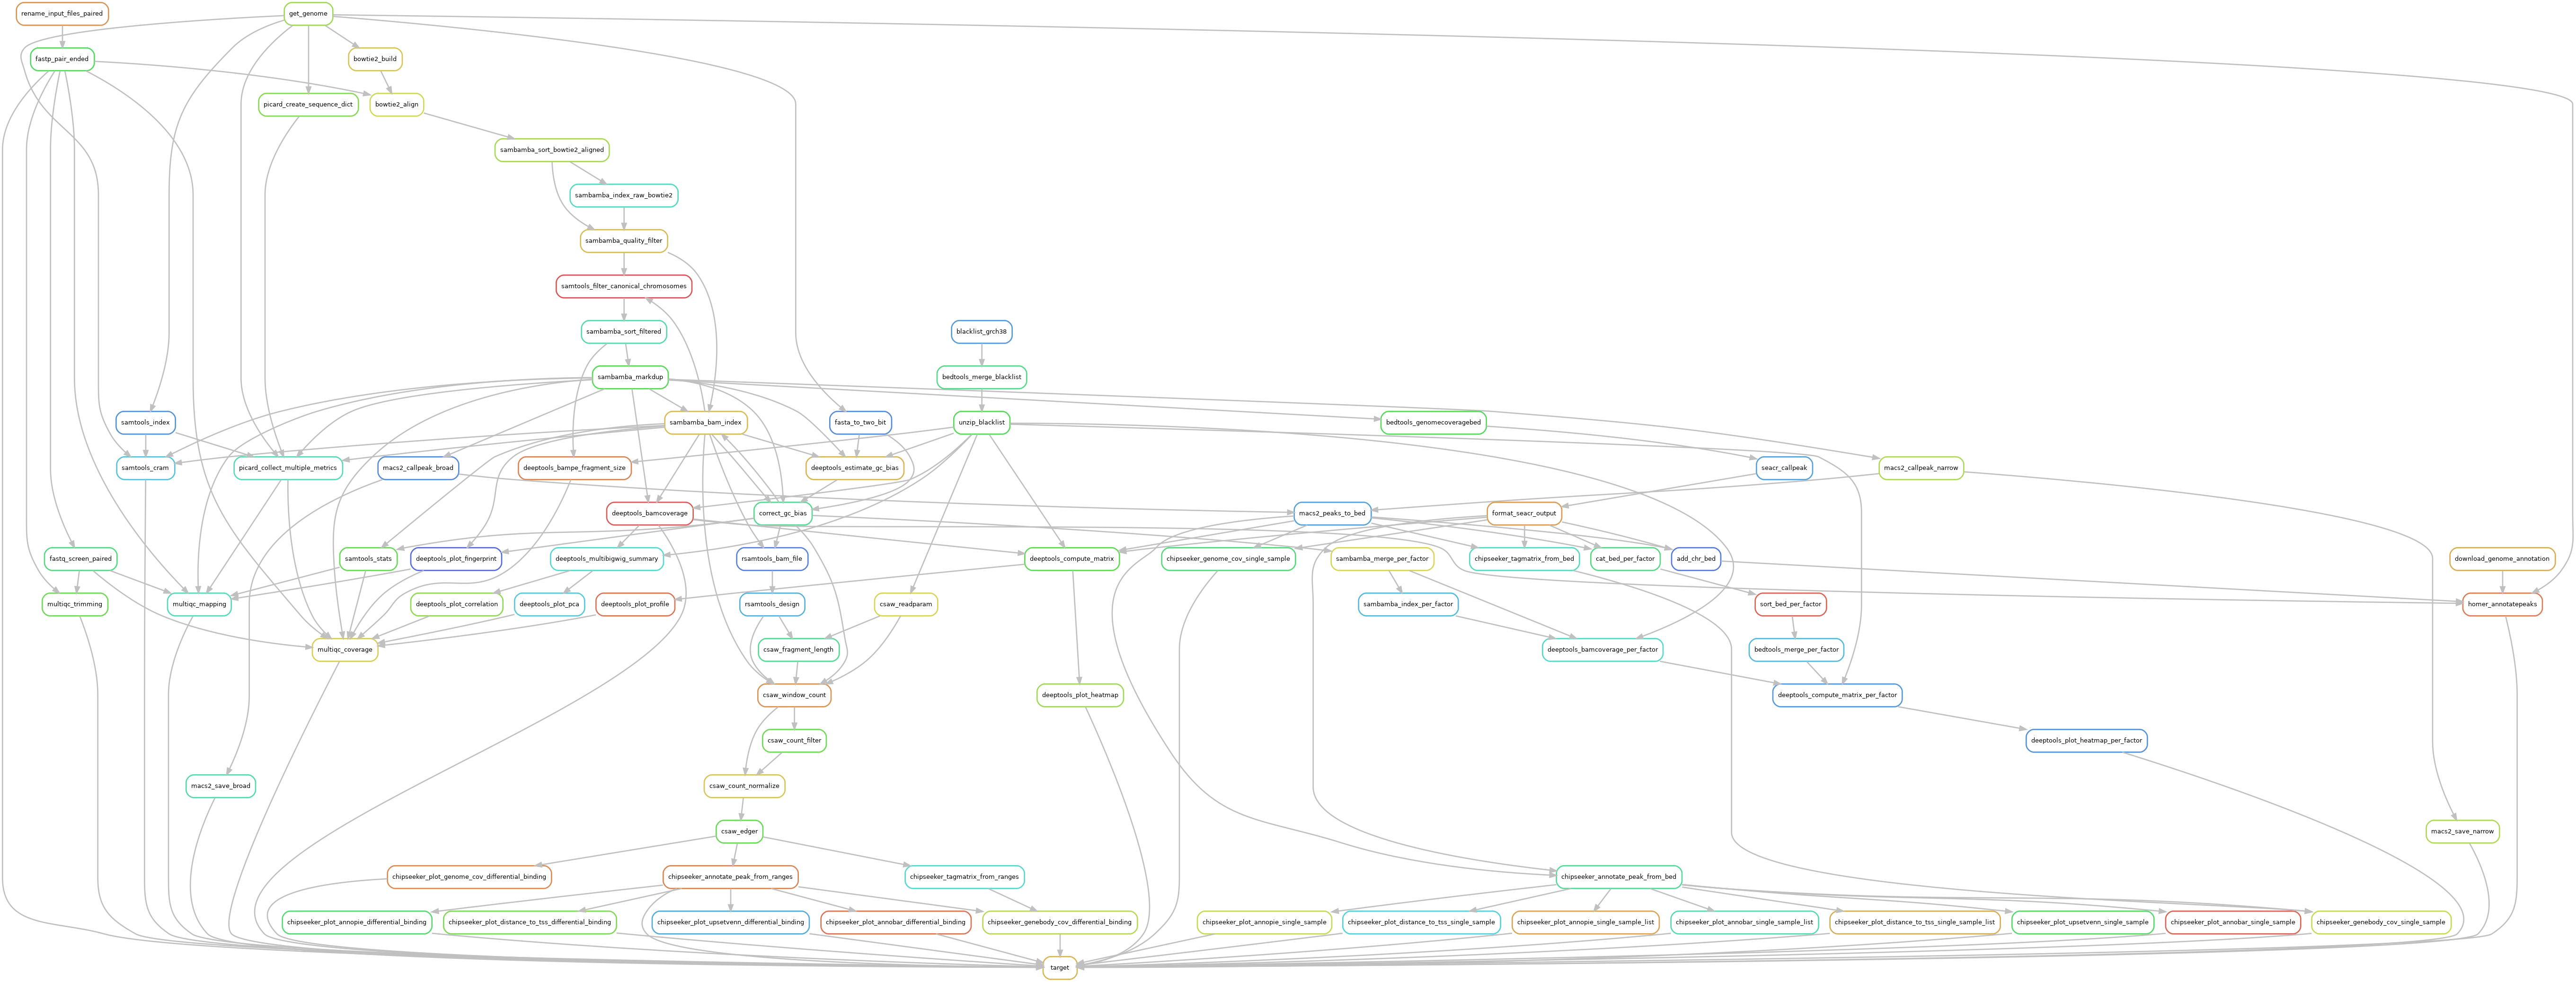 rename_input_files_paired
get_genome
fastp_pair_ended
bowtie2_build
picard_create_sequence_dict
bowtie2_align
sambamba_sort_bowtie2_aligned
sambamba_index_raw_bowtie2
sambamba_quality_filter
samtools_filter_canonical_chromosomes
sambamba_sort_filtered
blacklist_grch38
sambamba_markdup
bedtools_merge_blacklist
samtools_index
sambamba_bam_index
fasta_to_two_bit
unzip_blacklist
bedtools_genomecoveragebed
samtools_cram
picard_collect_multiple_metrics
macs2_callpeak_broad
deeptools_bampe_fragment_size
deeptools_estimate_gc_bias
seacr_callpeak
macs2_callpeak_narrow
deeptools_bamcoverage
correct_gc_bias
macs2_peaks_to_bed
format_seacr_output
fastq_screen_paired
samtools_stats
deeptools_plot_fingerprint
deeptools_multibigwig_summary
rsamtools_bam_file
deeptools_compute_matrix
chipseeker_genome_cov_single_sample
sambamba_merge_per_factor
chipseeker_tagmatrix_from_bed
cat_bed_per_factor
add_chr_bed
download_genome_annotation
multiqc_trimming
multiqc_mapping
deeptools_plot_correlation
deeptools_plot_pca
deeptools_plot_profile
rsamtools_design
csaw_readparam
sambamba_index_per_factor
sort_bed_per_factor
homer_annotatepeaks
multiqc_coverage
csaw_fragment_length
deeptools_bamcoverage_per_factor
bedtools_merge_per_factor
csaw_window_count
deeptools_plot_heatmap
deeptools_compute_matrix_per_factor
csaw_count_filter
deeptools_plot_heatmap_per_factor
macs2_save_broad
csaw_count_normalize
csaw_edger
macs2_save_narrow
chipseeker_plot_genome_cov_differential_binding
chipseeker_annotate_peak_from_ranges
chipseeker_tagmatrix_from_ranges
chipseeker_annotate_peak_from_bed
chipseeker_plot_annopie_differential_binding
chipseeker_plot_distance_to_tss_differential_binding
chipseeker_plot_upsetvenn_differential_binding
chipseeker_plot_annobar_differential_binding
chipseeker_genebody_cov_differential_binding
chipseeker_plot_annopie_single_sample
chipseeker_plot_distance_to_tss_single_sample
chipseeker_plot_annopie_single_sample_list
chipseeker_plot_annobar_single_sample_list
chipseeker_plot_distance_to_tss_single_sample_list
chipseeker_plot_upsetvenn_single_sample
chipseeker_plot_annobar_single_sample
chipseeker_genebody_cov_single_sample
target